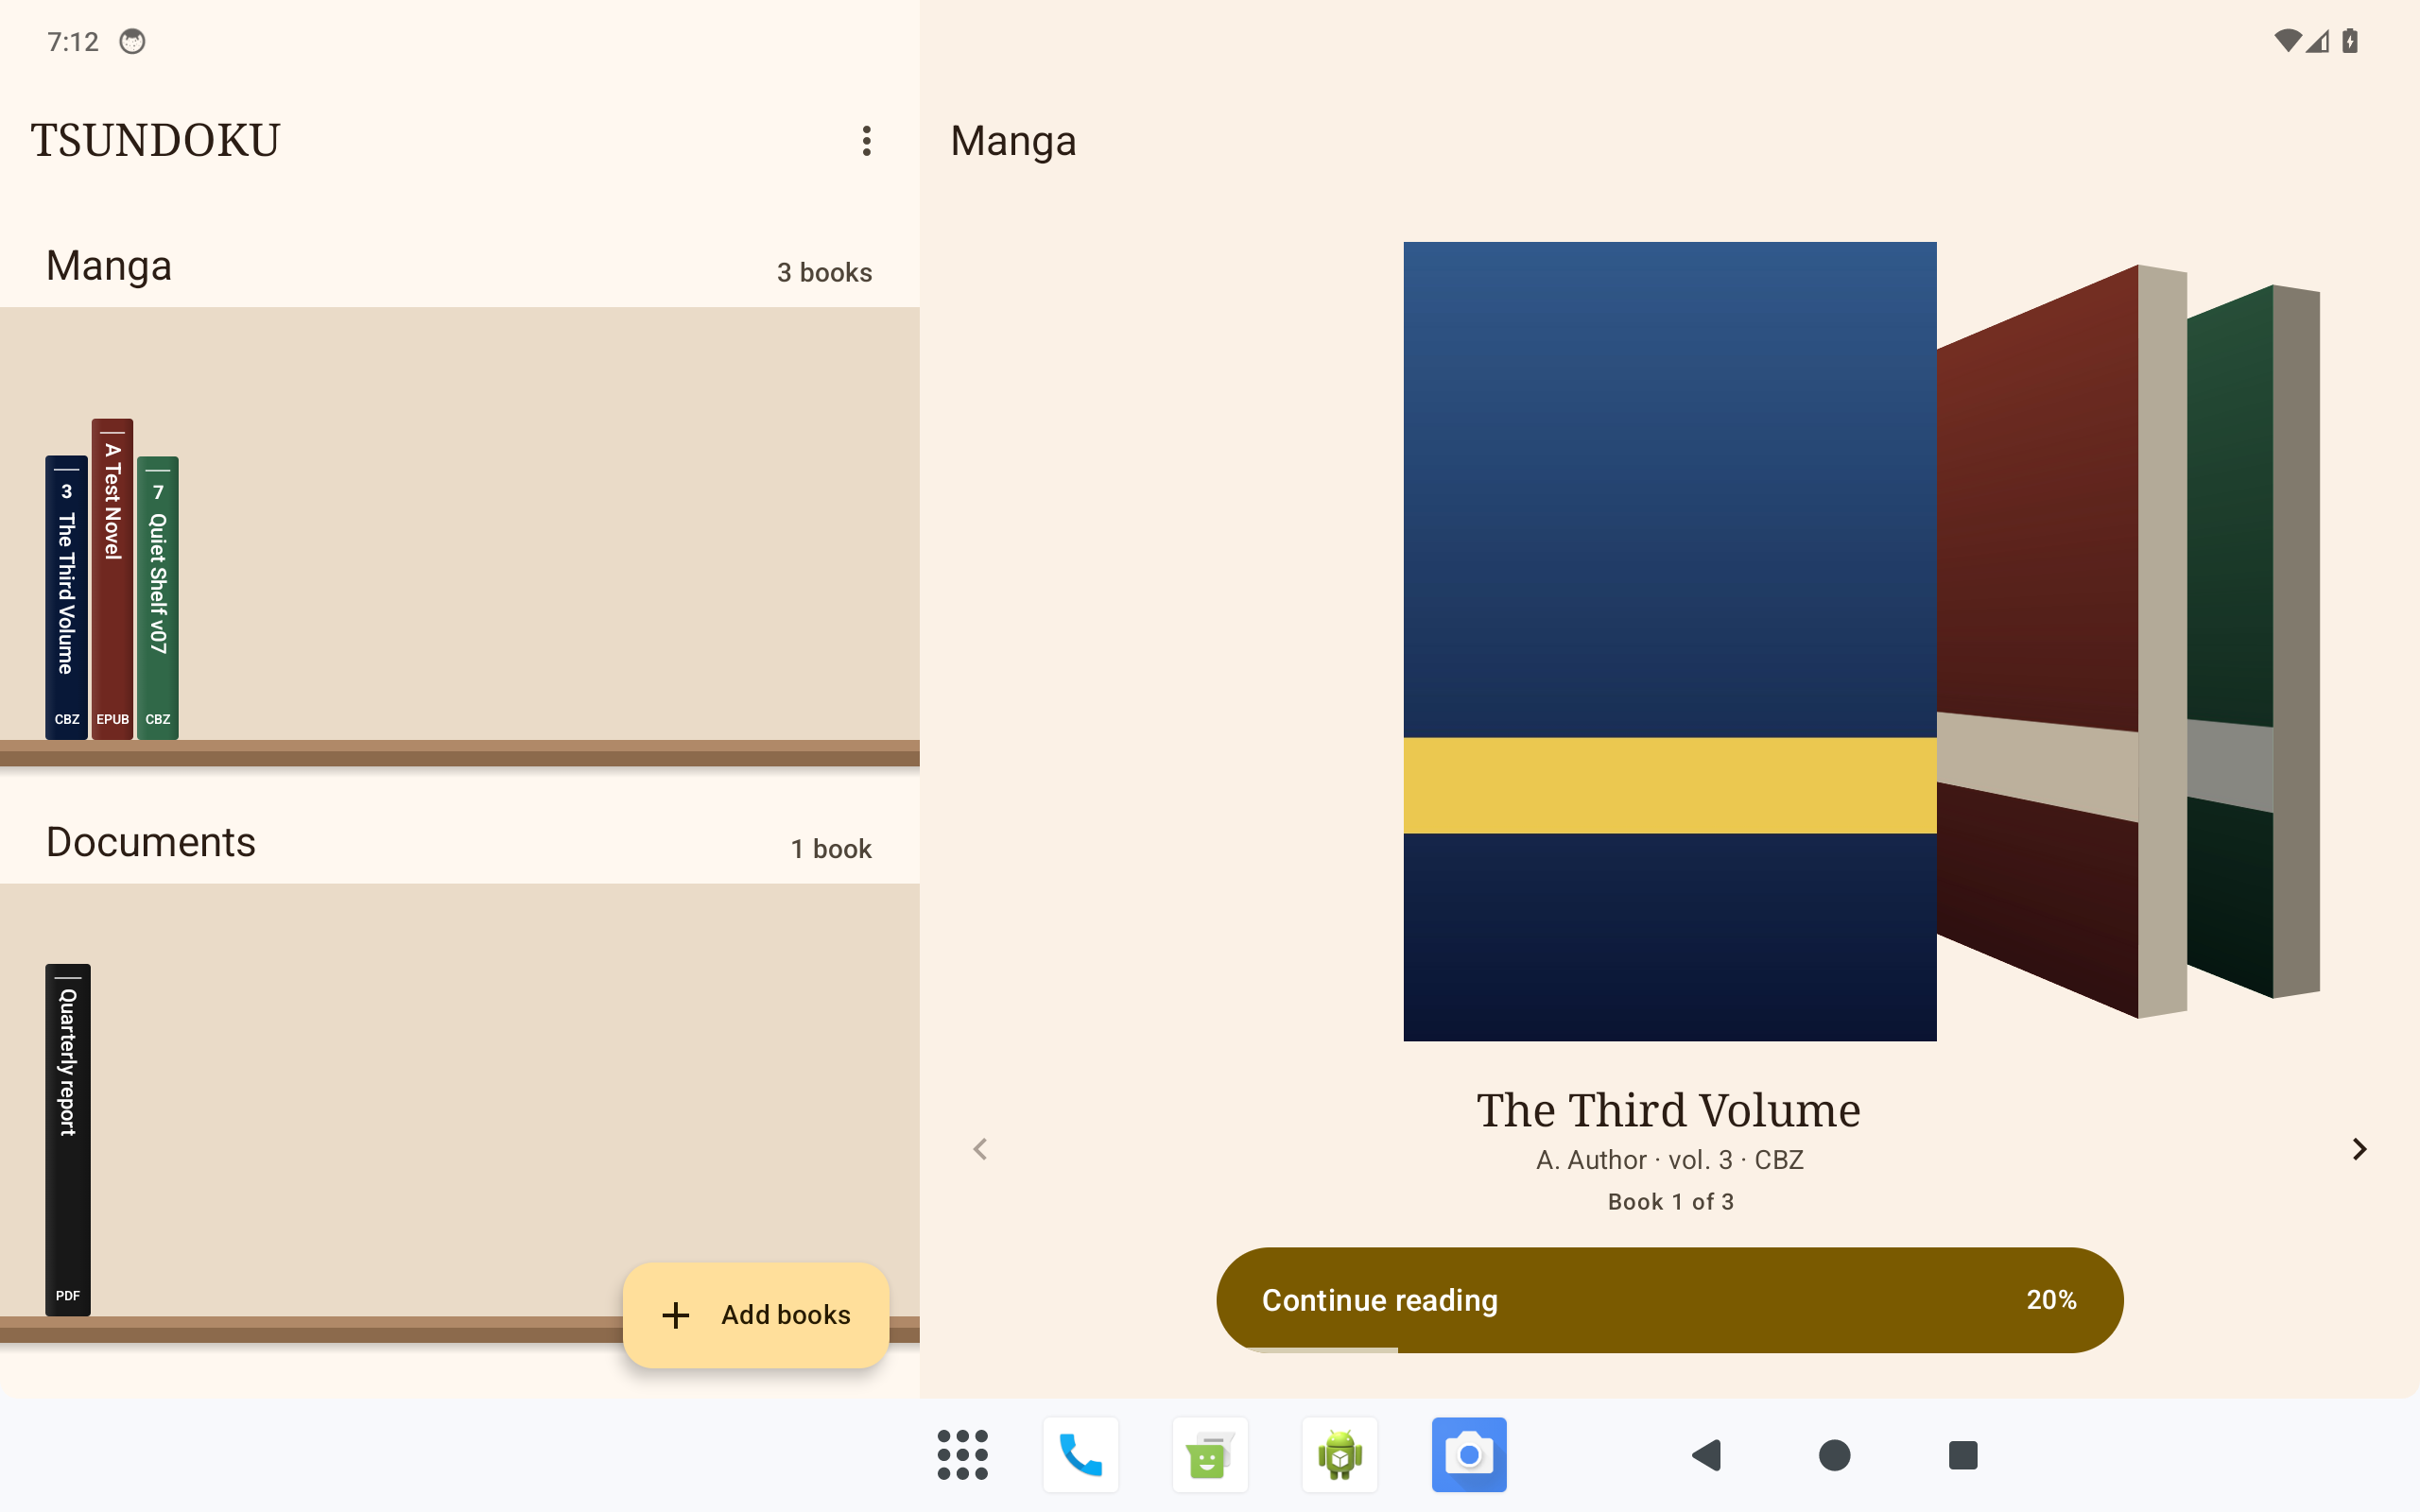 7:12
TSUNDOKU
Manga
3 books
3 The Third Volume CBZ
A Test Novel EPUB
7 Quiet Shelf v07 CBZ
Documents
1 book
Quarterly report PDF
Add books
Manga
The Third Volume
A. Author · vol. 3 · CBZ
Book 1 of 3
Continue reading 20%